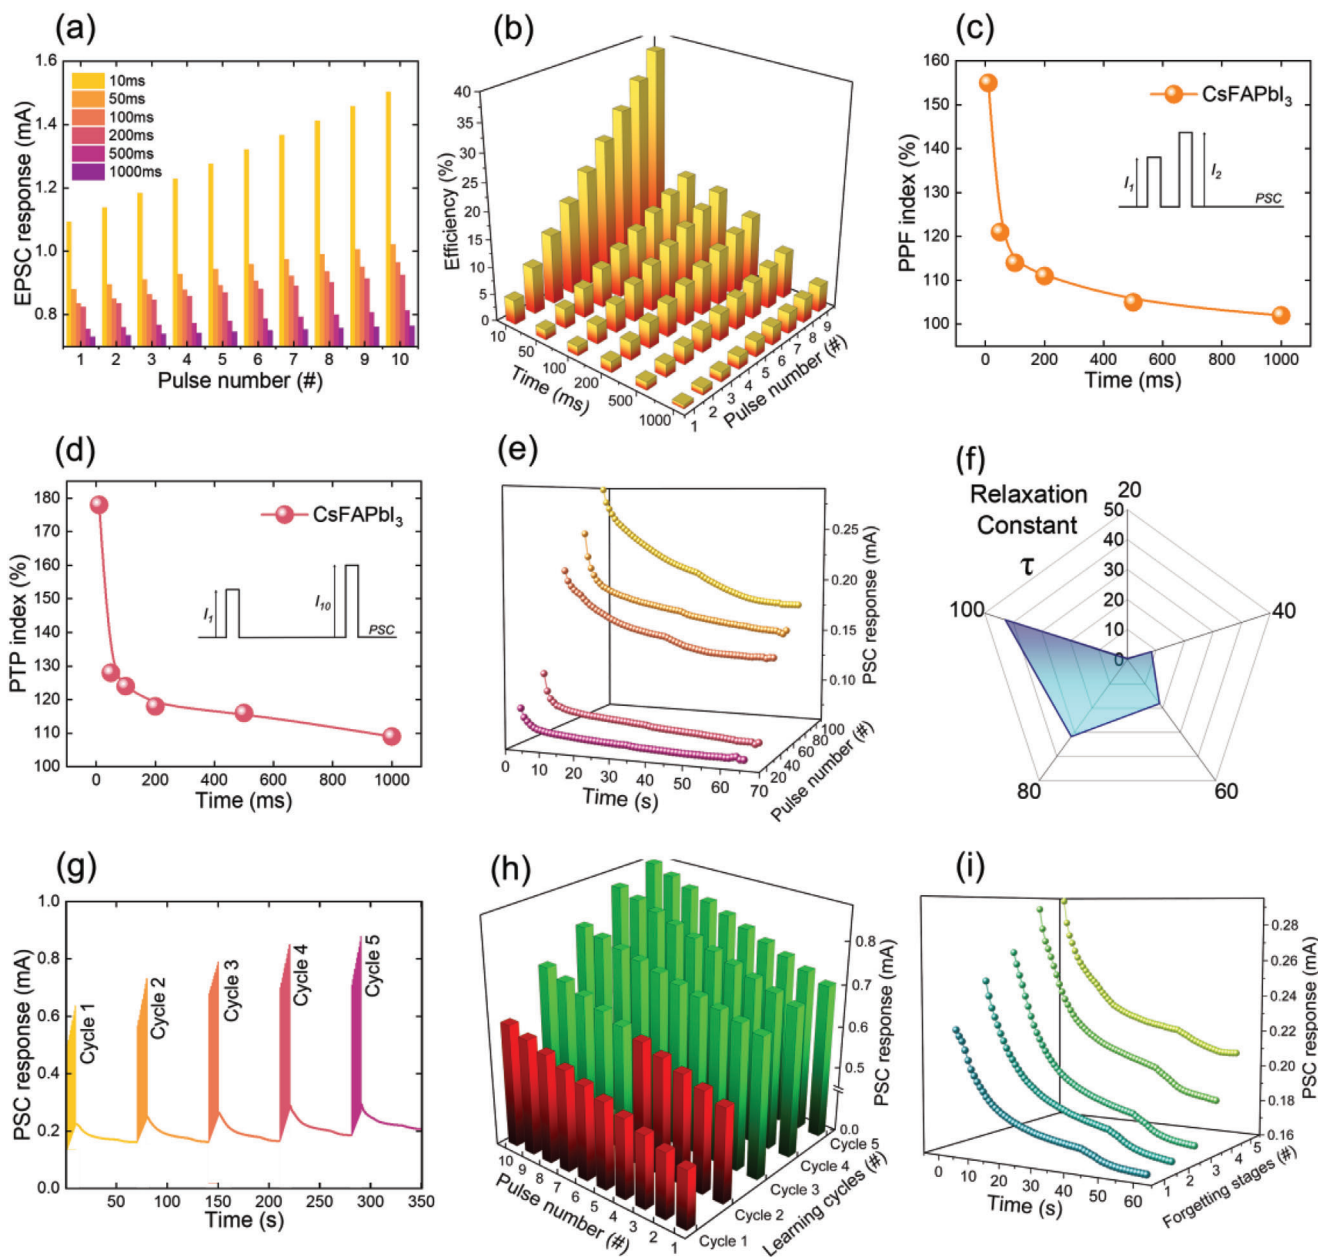 (a)
EPSC response (mA)
1.6
1.4
1.2
1.0
0.8
10ms
50ms
100ms
200ms
500ms
1000ms
1 2 3 4 5 6 7 8 9 10
Pulse number (#)
(b)
Efficiency (%)
40
35
30
25
20
15
10
5
0
10 50 100 200 500 1000
Time (ms)
1 2 3 4 5 6 7 8 9
Pulse number (#)
(c)
PPF index (%)
160
150
140
130
120
110
100
CsFAPbI3
I1 I2
PSC
0 200 400 600 800 1000
Time (ms)
(d)
PTP index (%)
180
170
160
150
140
130
120
110
100
CsFAPbI3
I1 I10
PSC
0 200 400 600 800 1000
Time (ms)
(e)
0.25
0.20
0.15
0.10
PSC response (mA)
0 10 20 30 40 50 60 70
Time (s)
20 40 60 80 100
Pulse number (#)
(f)
Relaxation
Constant
τ
20
40
60
80
100
50
40
30
20
10
0
(g)
PSC response (mA)
1.0
0.8
0.6
0.4
0.2
0.0
Cycle 1
Cycle 2
Cycle 3
Cycle 4
Cycle 5
50 100 150 200 250 300 350
Time (s)
(h)
0.8
0.7
0.6
0.5
0.0
PSC response (mA)
10 9 8 7 6 5 4 3 2 1
Pulse number (#)
Cycle 1
Cycle 2
Cycle 3
Cycle 4
Cycle 5
Learning cycles (#)
(i)
0.28
0.26
0.24
0.22
0.20
0.18
0.16
PSC response (mA)
0 10 20 30 40 50 60
Time (s)
1 2 3 4 5
Forgetting stages (#)